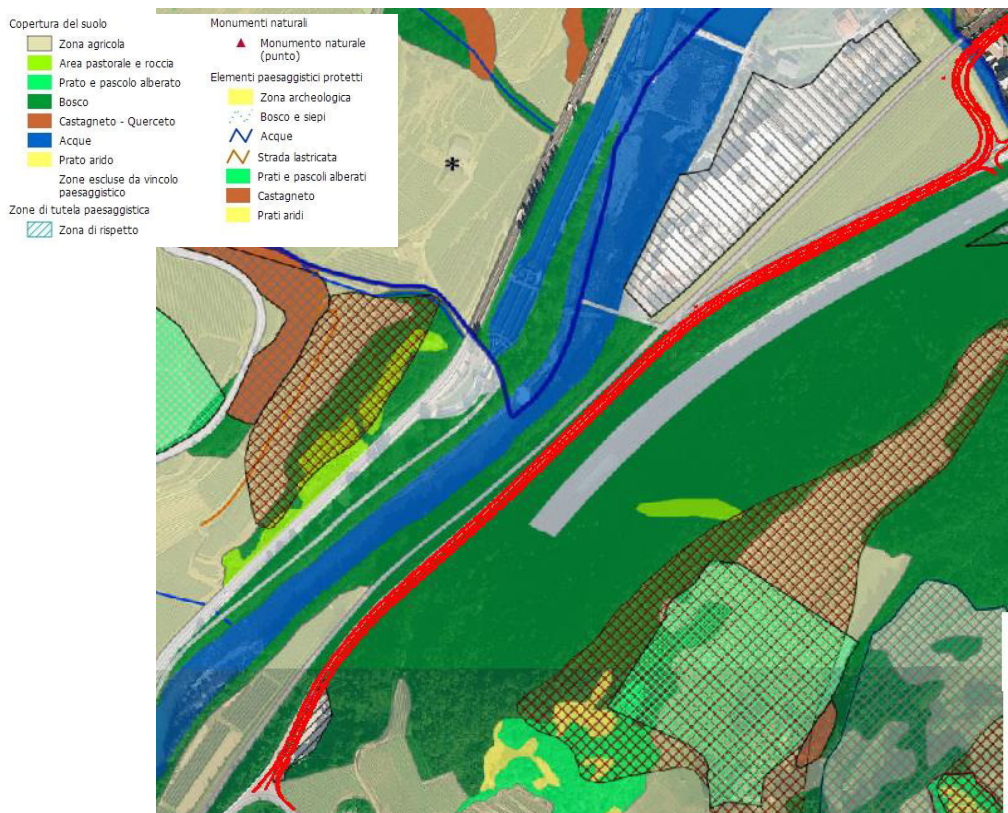 Copertura del suolo
Zona agricola
Area pastorale e roccia
Prato e pascolo alberato
Bosco
Castagneto - Querceto
Acque
Prato arido
Zone escluse da vincolo
paesaggistico
Zone di tutela paesaggistica
Zona di rispetto
Monumenti naturali
Monumento naturale
(punto)
Elementi paesaggistici protetti
Zona archeologica
Bosco e siepi
Acque
Strada lastricata
Prati e pascoli alberati
Castagneto
Prati aridi
*